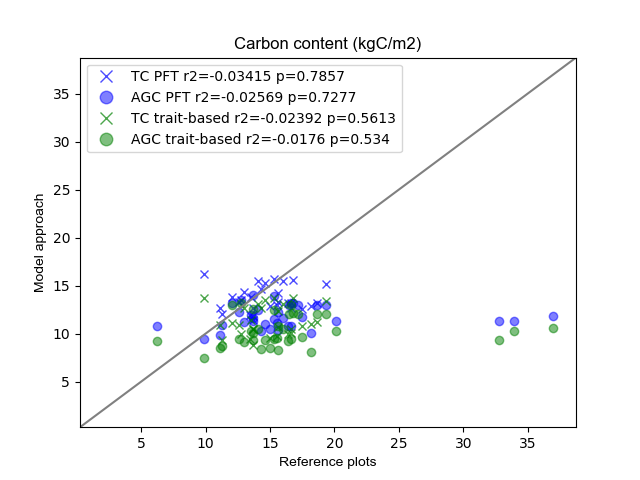 Carbon content (kgC/m2)
TC PFT r2=-0.03415 p=0.7857
AGC PFT r2=-0.02569 p=0.7277
TC trait-based r2=-0.02392 p=0.5613
AGC trait-based r2=-0.0176 p=0.534
35
30
25
20
15
10
5
Model approach
5 10 15 20 25 30 35
Reference plots